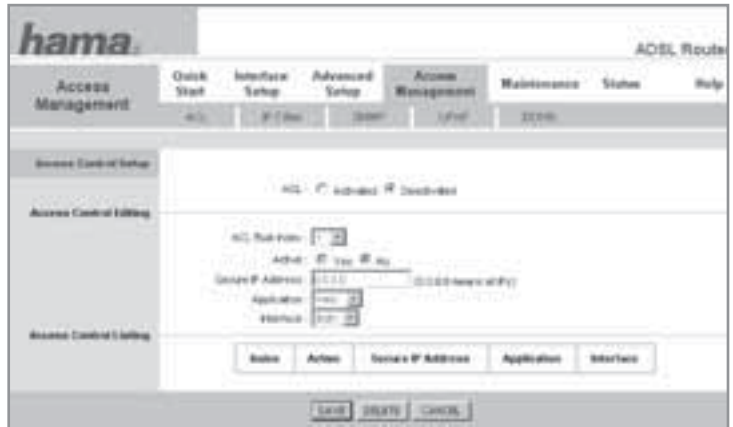 hama
ADSL Route
Access Management
Quick Start
Interface Setup
Advanced Setup
Access Management
Maintenance
Status
Help
ACL
IP Filter
SNMP
UPnP
DDNS
Access Control Setup
ACL : Activated Deactivated
Access Control Editing
ACL Rule Index :
Active : Yes No
Secure IP Address :
Application :
Interface :
Access Control Listing
Index Active Secure IP Address Application Interface
SAVE DELETE CANCEL